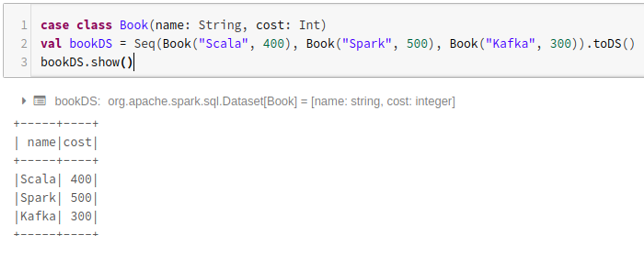 1 case class Book(name: String, cost: Int)
2 val bookDS = Seq(Book("Scala", 400), Book("Spark", 500), Book("Kafka", 300)).toDS()
3 bookDS.show()
bookDS: org.apache.spark.sql.Dataset[Book] = [name: string, cost: integer]
+-----+----+
| name|cost|
+-----+----+
|Scala| 400|
|Spark| 500|
|Kafka| 300|
+-----+----+